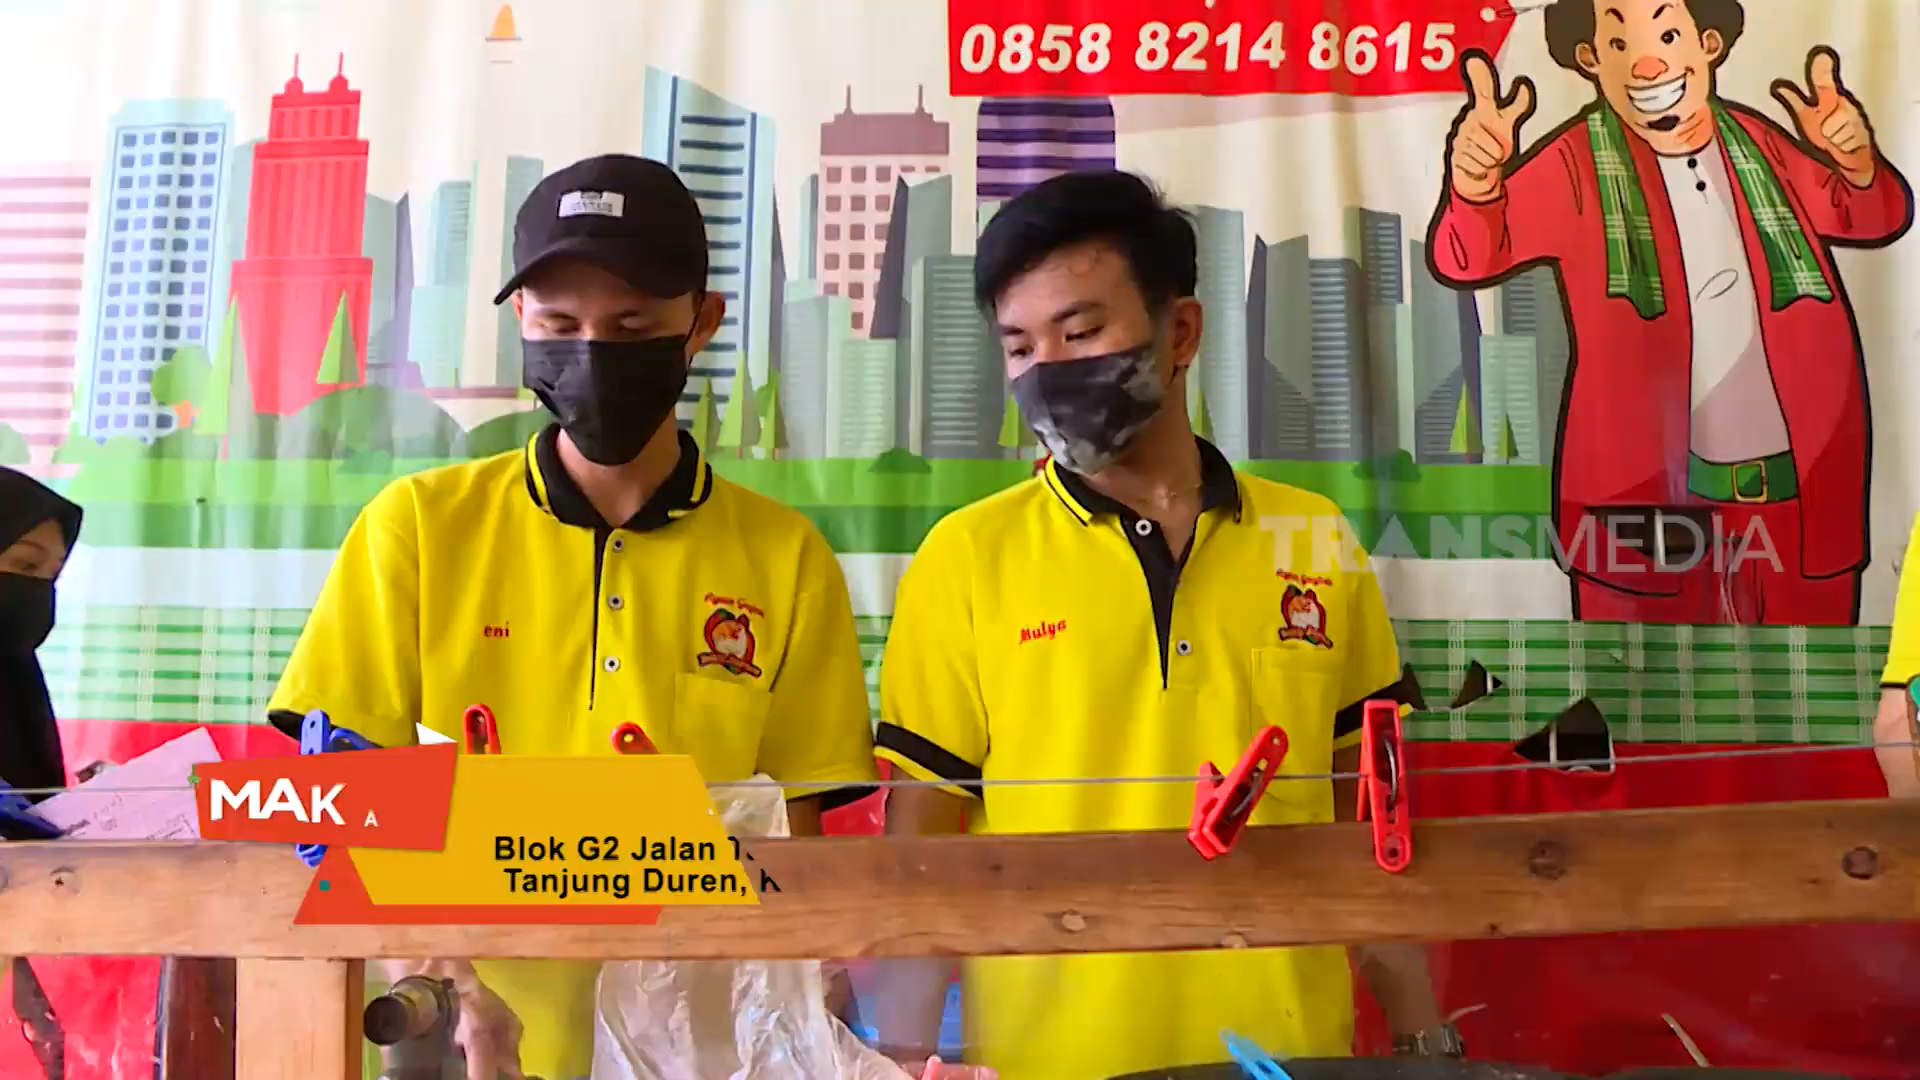 0858 8214 8615
TRANSMEDIA
eni
Mulya
MAK A
Blok G2 Jalan
Tanjung Duren,